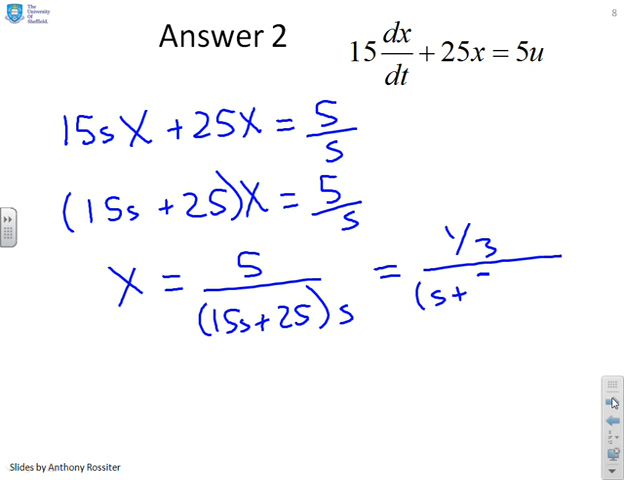 The University Of Sheffield.
8
Answer 2
15 dx/dt + 25x = 5u
15sX + 25X = 5/s
(15s + 25)X = 5/s
X = 5/((15s+25)s) = 1/3/(s+
Slides by Anthony Rossiter